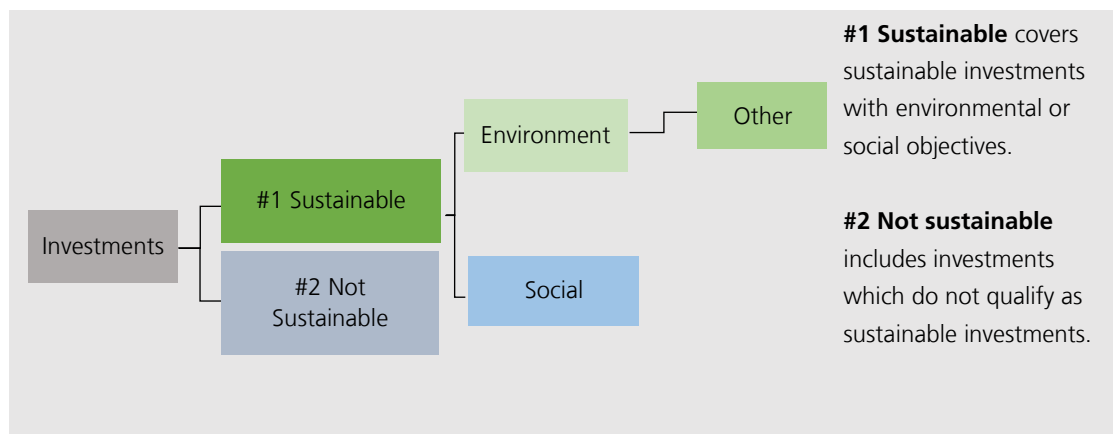 Investments
#1 Sustainable
#2 Not
Sustainable
Environment
Social
Other
#1 Sustainable covers
sustainable investments
with environmental or
social objectives.
#2 Not sustainable
includes investments
which do not qualify as
sustainable investments.